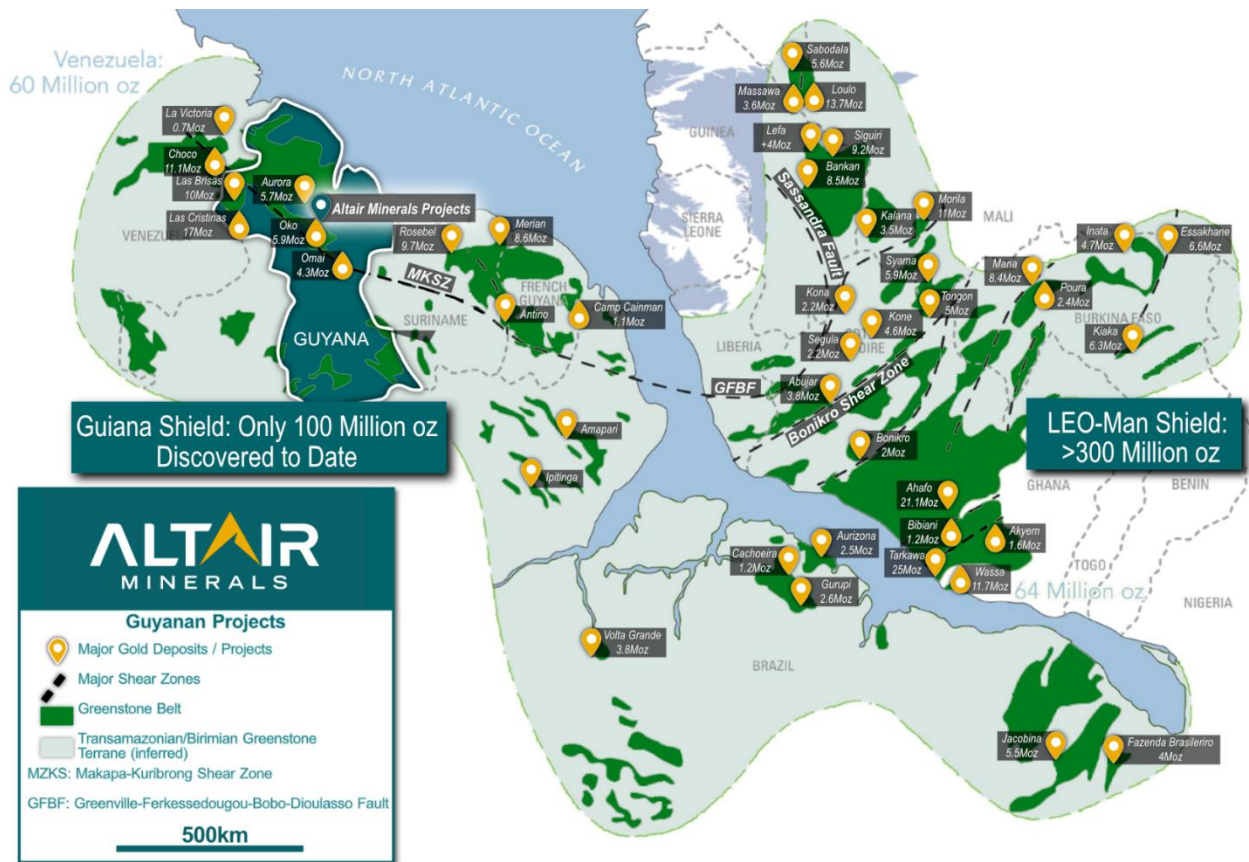 Venezuela:
60 Million oz
NORTH ATLANTIC OCEAN
La Victoria
0.7Moz
Choco
11.1Moz
Las Brisas
10Moz
Las Cristinas
17Moz
VENEZUELA
Aurora
5.7Moz
Altair Minerals Projects
Oko
5.9Moz
Omai
4.3Moz
GUYANA
MKSZ
SURINAME
Rosebel
9.7Moz
Merian
8.6Moz
FRENCH
GUYANA
Antino
Camp Cainman
1.1Moz
GFBF
Amapari
Ipitinga
Guiana Shield: Only 100 Million oz
Discovered to Date
Sabodala
5.6Moz
Massawa
3.6Moz
Loulo
13.7Moz
GUINEA
Lefa
+4Moz
Siguiri
9.2Moz
Bankan
8.5Moz
Sassandra Fault
SIERRA
LEONE
Kalana
3.5Moz
Morila
11Moz
MALI
Syama
5.9Moz
Kona
2.2Moz
Kone
4.6Moz
Tongon
5Moz
Segula
2.2Moz
LIBERIA
Abujar
3.8Moz
Bonikro Shear Zone
Bonikro
2Moz
Inata
4.7Moz
Essakhane
6.6Moz
Mana
8.4Moz
Poura
2.4Moz
BURKINA FASO
Kiaka
6.3Moz
LEO-Man Shield:
>300 Million oz
GHANA
BENIN
TOGO
NIGERIA
Ahafo
21.1Moz
Bibiani
1.2Moz
Akyem
1.6Moz
Tarkawa
25Moz
Wassa
11.7Moz
64 Million oz
Aurizona
2.5Moz
Cachoeira
1.2Moz
Gurupi
2.6Moz
Volta Grande
3.8Moz
BRAZIL
Jacobina
5.5Moz
Fazenda Brasileriro
4Moz
ALTAIR
MINERALS
Guyanan Projects
Major Gold Deposits / Projects
Major Shear Zones
Greenstone Belt
Transamazonian/Birimian Greenstone
Terrane (inferred)
MZKS: Makapa-Kuribrong Shear Zone
GFBF: Greenville-Ferkessedougou-Bobo-Dioulasso Fault
500km